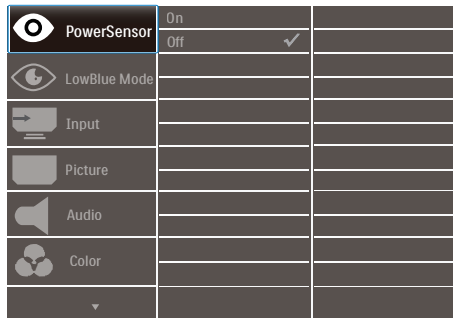 PowerSensor
On
Off
LowBlue Mode
Input
Picture
Audio
Color